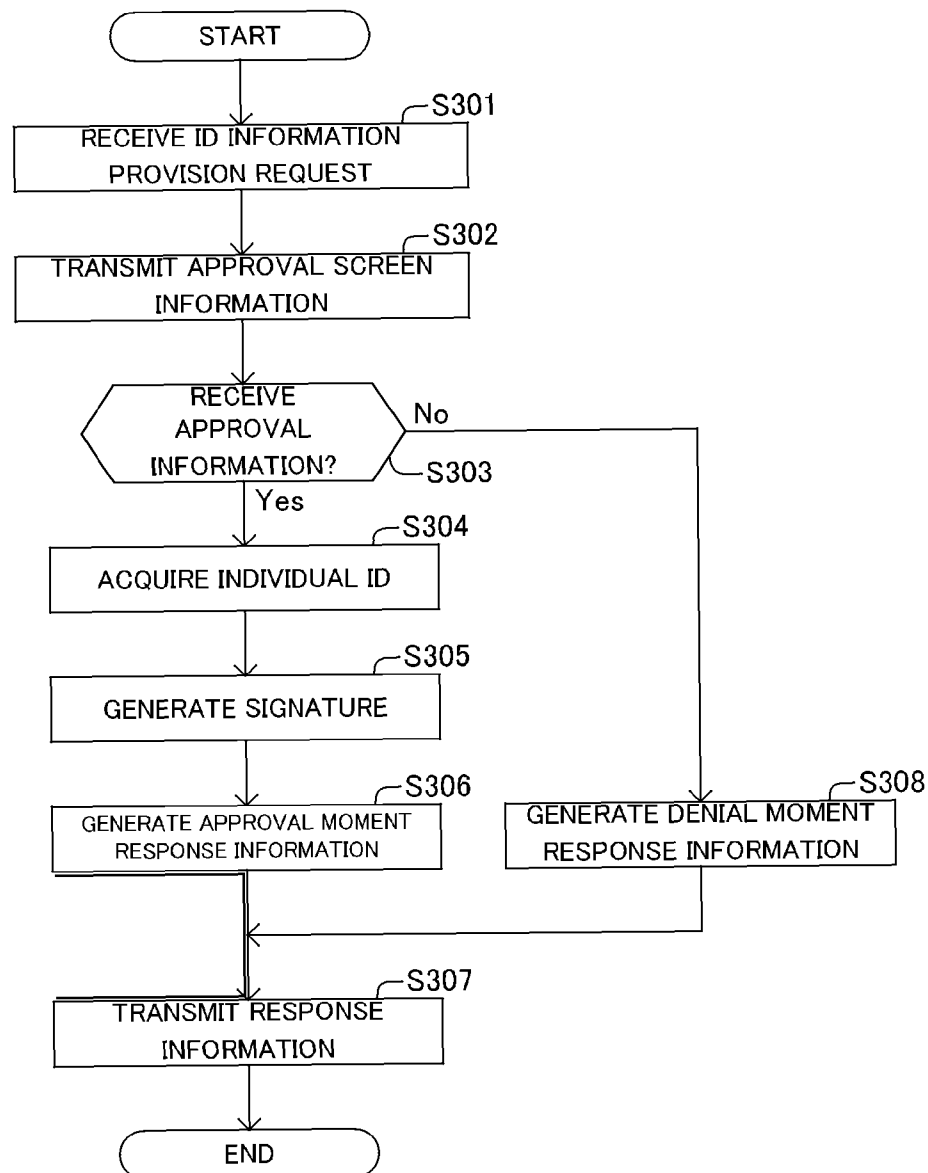 START
S301
RECEIVE ID INFORMATION
PROVISION REQUEST
S302
TRANSMIT APPROVAL SCREEN
INFORMATION
RECEIVE
APPROVAL
INFORMATION?
No
S303
Yes
S304
ACQUIRE INDIVIDUAL ID
S305
GENERATE SIGNATURE
S306
GENERATE APPROVAL MOMENT
RESPONSE INFORMATION
S308
GENERATE DENIAL MOMENT
RESPONSE INFORMATION
S307
TRANSMIT RESPONSE
INFORMATION
END